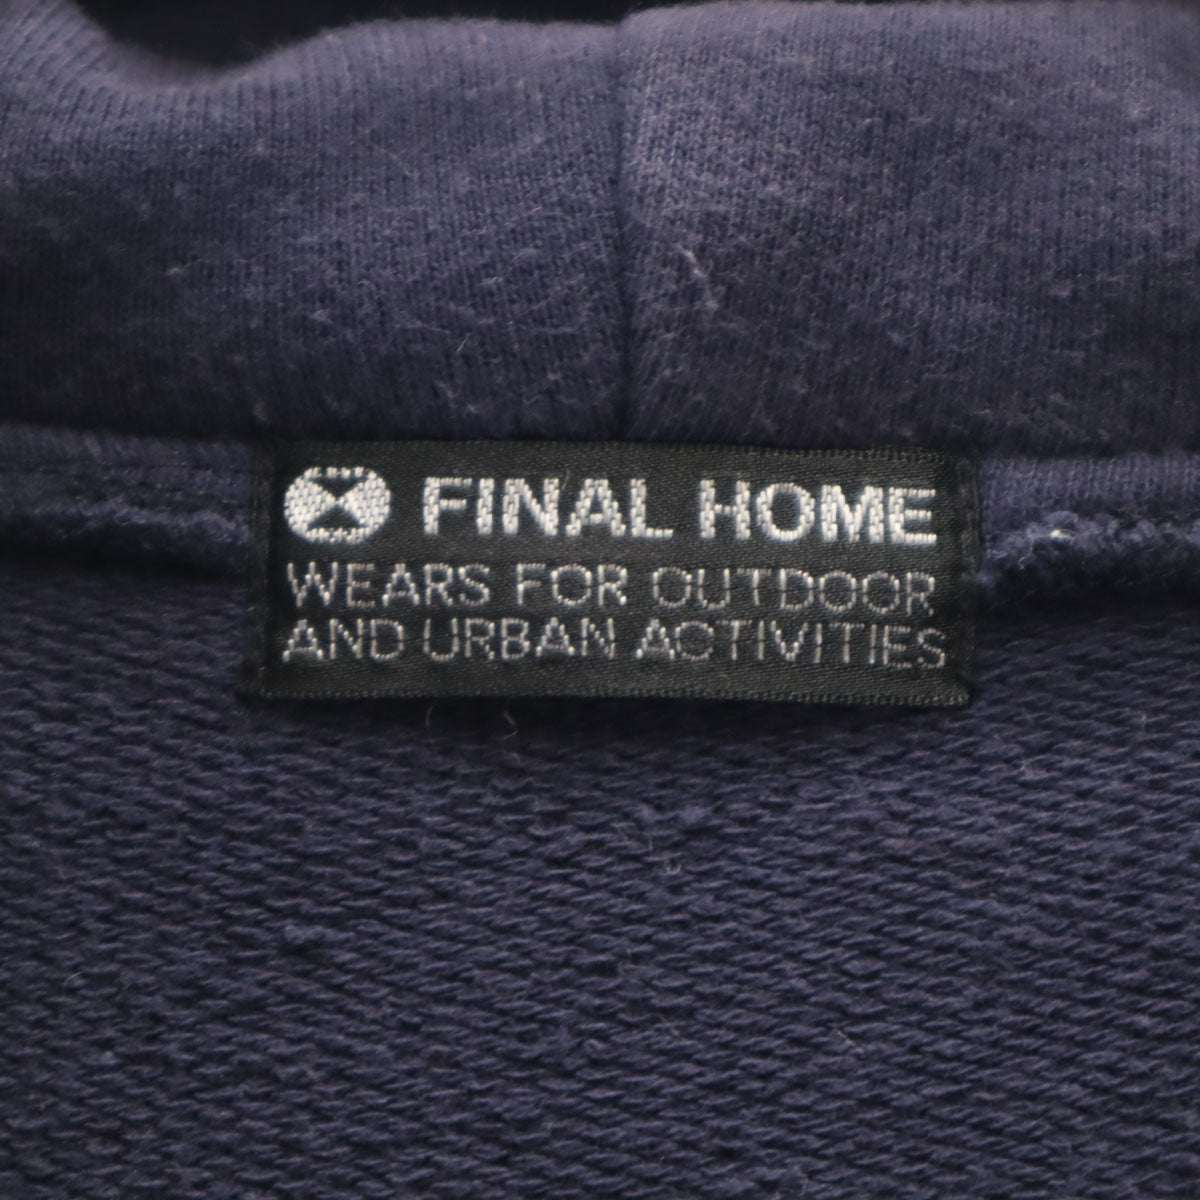 FINAL HOME
WEARS FOR OUTDOOR
AND URBAN ACTIVITIES